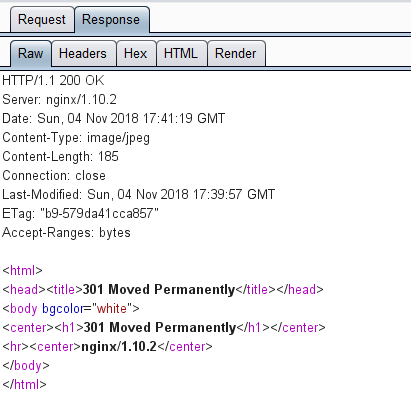 Request Response
Raw Headers Hex HTML Render
HTTP/1.1 200 OK
Server: nginx/1.10.2
Date: Sun, 04 Nov 2018 17:41:19 GMT
Content-Type: image/jpeg
Content-Length: 185
Connection: close
Last-Modified: Sun, 04 Nov 2018 17:39:57 GMT
ETag: "b9-579da41cca857"
Accept-Ranges: bytes

<html>
<head><title>301 Moved Permanently</title></head>
<body bgcolor="white">
<center><h1>301 Moved Permanently</h1></center>
<hr><center>nginx/1.10.2</center>
</body>
</html>